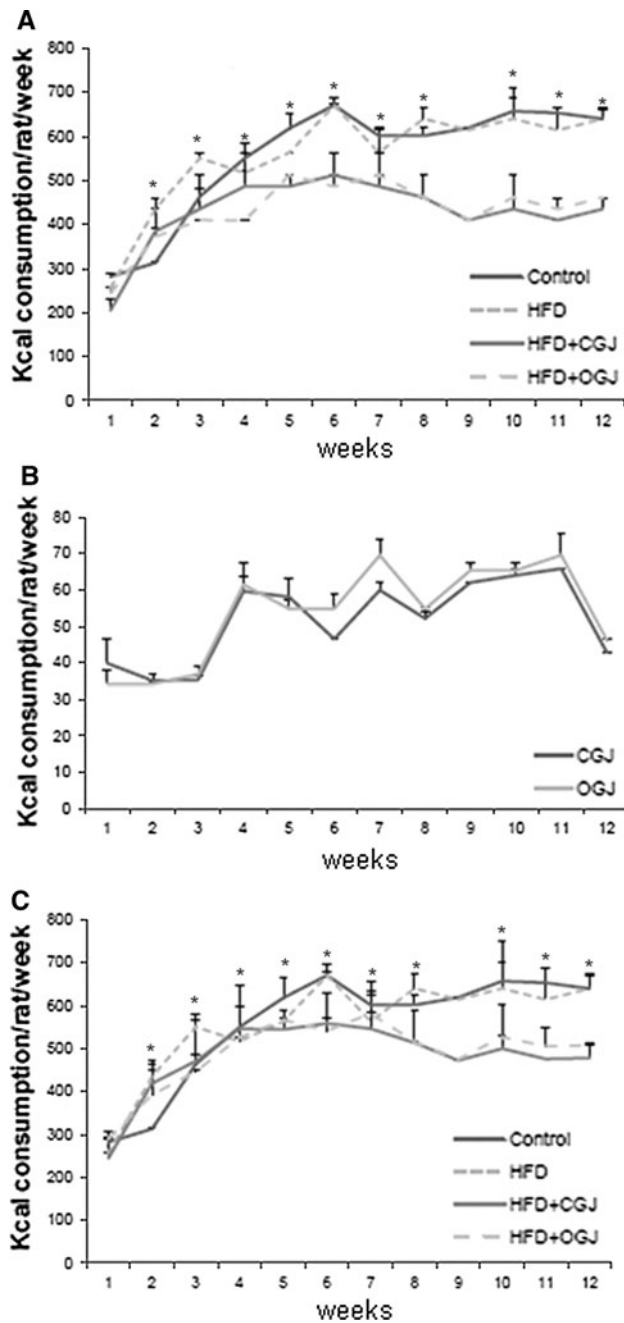 A
Kcal consumption/rat/week
800
700
600
500
400
300
200
100
0
* * * * * * * * * * *
Control
HFD
HFD+CGJ
HFD+OGJ
1 2 3 4 5 6 7 8 9 10 11 12
weeks
B
Kcal consumption/rat/week
80
70
60
50
40
30
20
10
0
CGJ
OGJ
1 2 3 4 5 6 7 8 9 10 11 12
weeks
C
Kcal consumption/rat/week
800
700
600
500
400
300
200
100
0
* * * * * * * * * *
Control
HFD
HFD+CGJ
HFD+OGJ
1 2 3 4 5 6 7 8 9 10 11 12
weeks